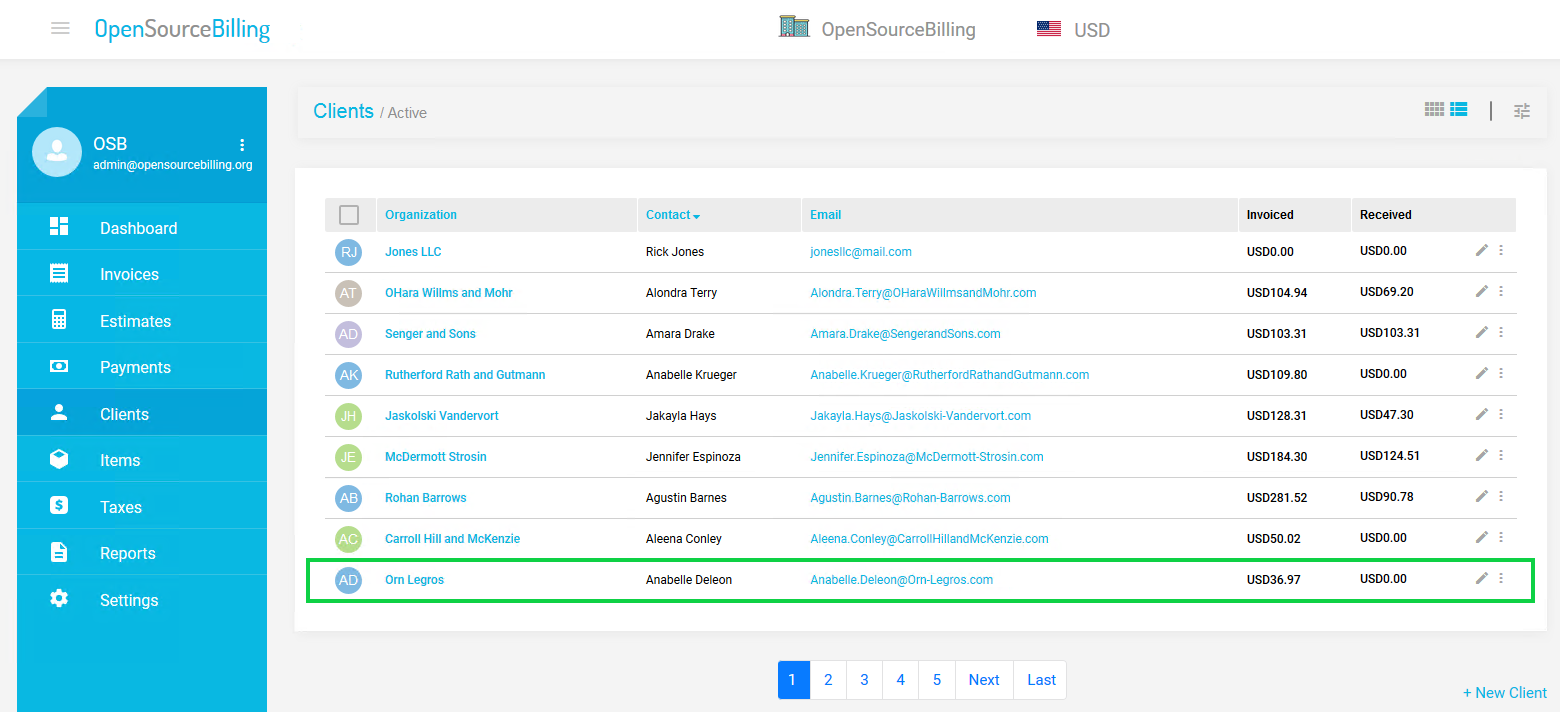 OpenSourceBilling
OpenSourceBilling
USD
OSB
admin@opensourcebilling.org
Dashboard
Invoices
Estimates
Payments
Clients
Items
Taxes
Reports
Settings
Clients / Active
Organization Contact Email Invoiced Received
RJ Jones LLC Rick Jones jonesllc@mail.com USD0.00 USD0.00
AT OHara Willms and Mohr Alondra Terry Alondra.Terry@OHaraWillmsandMohr.com USD104.94 USD69.20
AD Senger and Sons Amara Drake Amara.Drake@SengerandSons.com USD103.31 USD103.31
AK Rutherford Rath and Gutmann Anabelle Krueger Anabelle.Krueger@RutherfordRathandGutmann.com USD109.80 USD0.00
JH Jaskolski Vandervort Jakayla Hays Jakayla.Hays@Jaskolski-Vandervort.com USD128.31 USD47.30
JE McDermott Strosin Jennifer Espinoza Jennifer.Espinoza@McDermott-Strosin.com USD184.30 USD124.51
AB Rohan Barrows Agustin Barnes Agustin.Barnes@Rohan-Barrows.com USD281.52 USD90.78
AC Carroll Hill and McKenzie Aleena Conley Aleena.Conley@CarrollHillandMcKenzie.com USD50.02 USD0.00
AD Orn Legros Anabelle Deleon Anabelle.Deleon@Orn-Legros.com USD36.97 USD0.00
1 2 3 4 5 Next Last
+ New Client